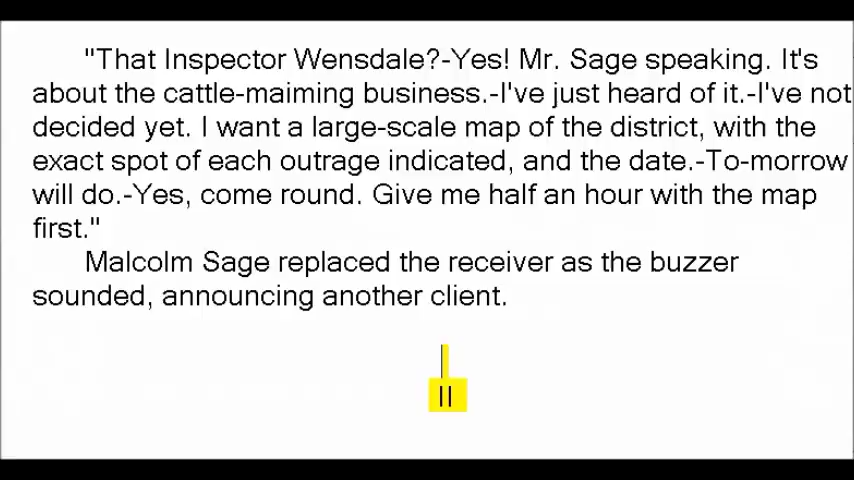 "That Inspector Wensdale?-Yes! Mr. Sage speaking. It's
about the cattle-maiming business.-I've just heard of it.-I've not
decided yet. I want a large-scale map of the district, with the
exact spot of each outrage indicated, and the date.-To-morrow
will do.-Yes, come round. Give me half an hour with the map
first."
Malcolm Sage replaced the receiver as the buzzer
sounded, announcing another client.
II